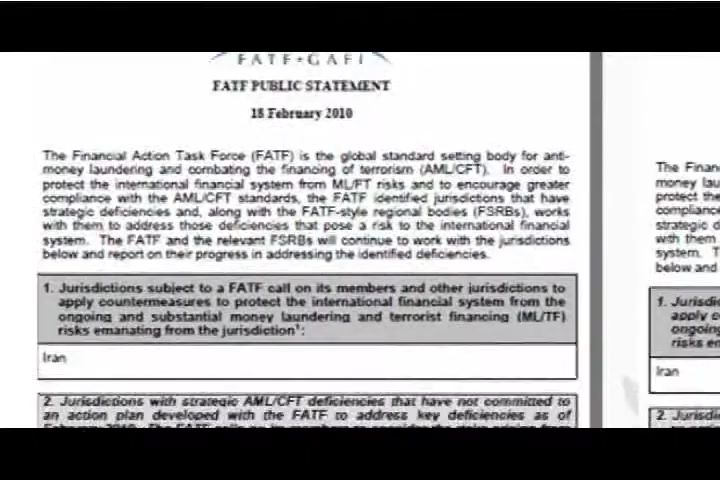 FATF+GAFI
FATF PUBLIC STATEMENT
18 February 2010
The Financial Action Task Force (FATF) is the global standard setting body for anti-
money laundering and combating the financing of terrorism (AML/CFT). In order to
protect the international financial system from ML/FT risks and to encourage greater
compliance with the AML/CFT standards, the FATF identified jurisdictions that have
strategic deficiencies and, along with the FATF-style regional bodies (FSRBs), works
with them to address those deficiencies that pose a risk to the international financial
system. The FATF and the relevant FSRBs will continue to work with the jurisdictions
below and report on their progress in addressing the identified deficiencies.
1. Jurisdictions subject to a FATF call on its members and other jurisdictions to
apply countermeasures to protect the international financial system from the
ongoing and substantial money laundering and terrorist financing (ML/TF)
risks emanating from the jurisdiction¹:
Iran
2. Jurisdictions with strategic AML/CFT deficiencies that have not committed to
an action plan developed with the FATF to address key deficiencies as of
The Finan
money lau
protect the
compliance
strategic d
with them
system. T
below and
1. Jurisdi
apply c
ongoing
risks em
Iran
2. Jurisdi